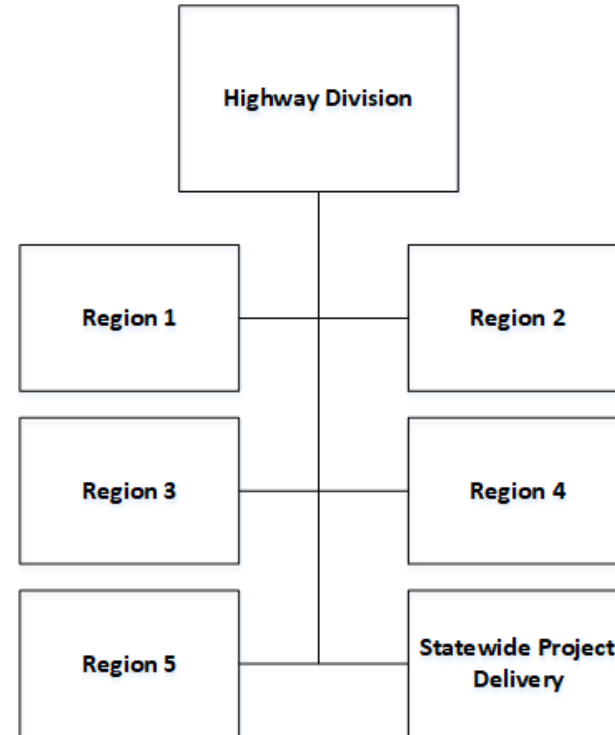 Highway Division
Region 1
Region 2
Region 3
Region 4
Region 5
Statewide Project
Delivery